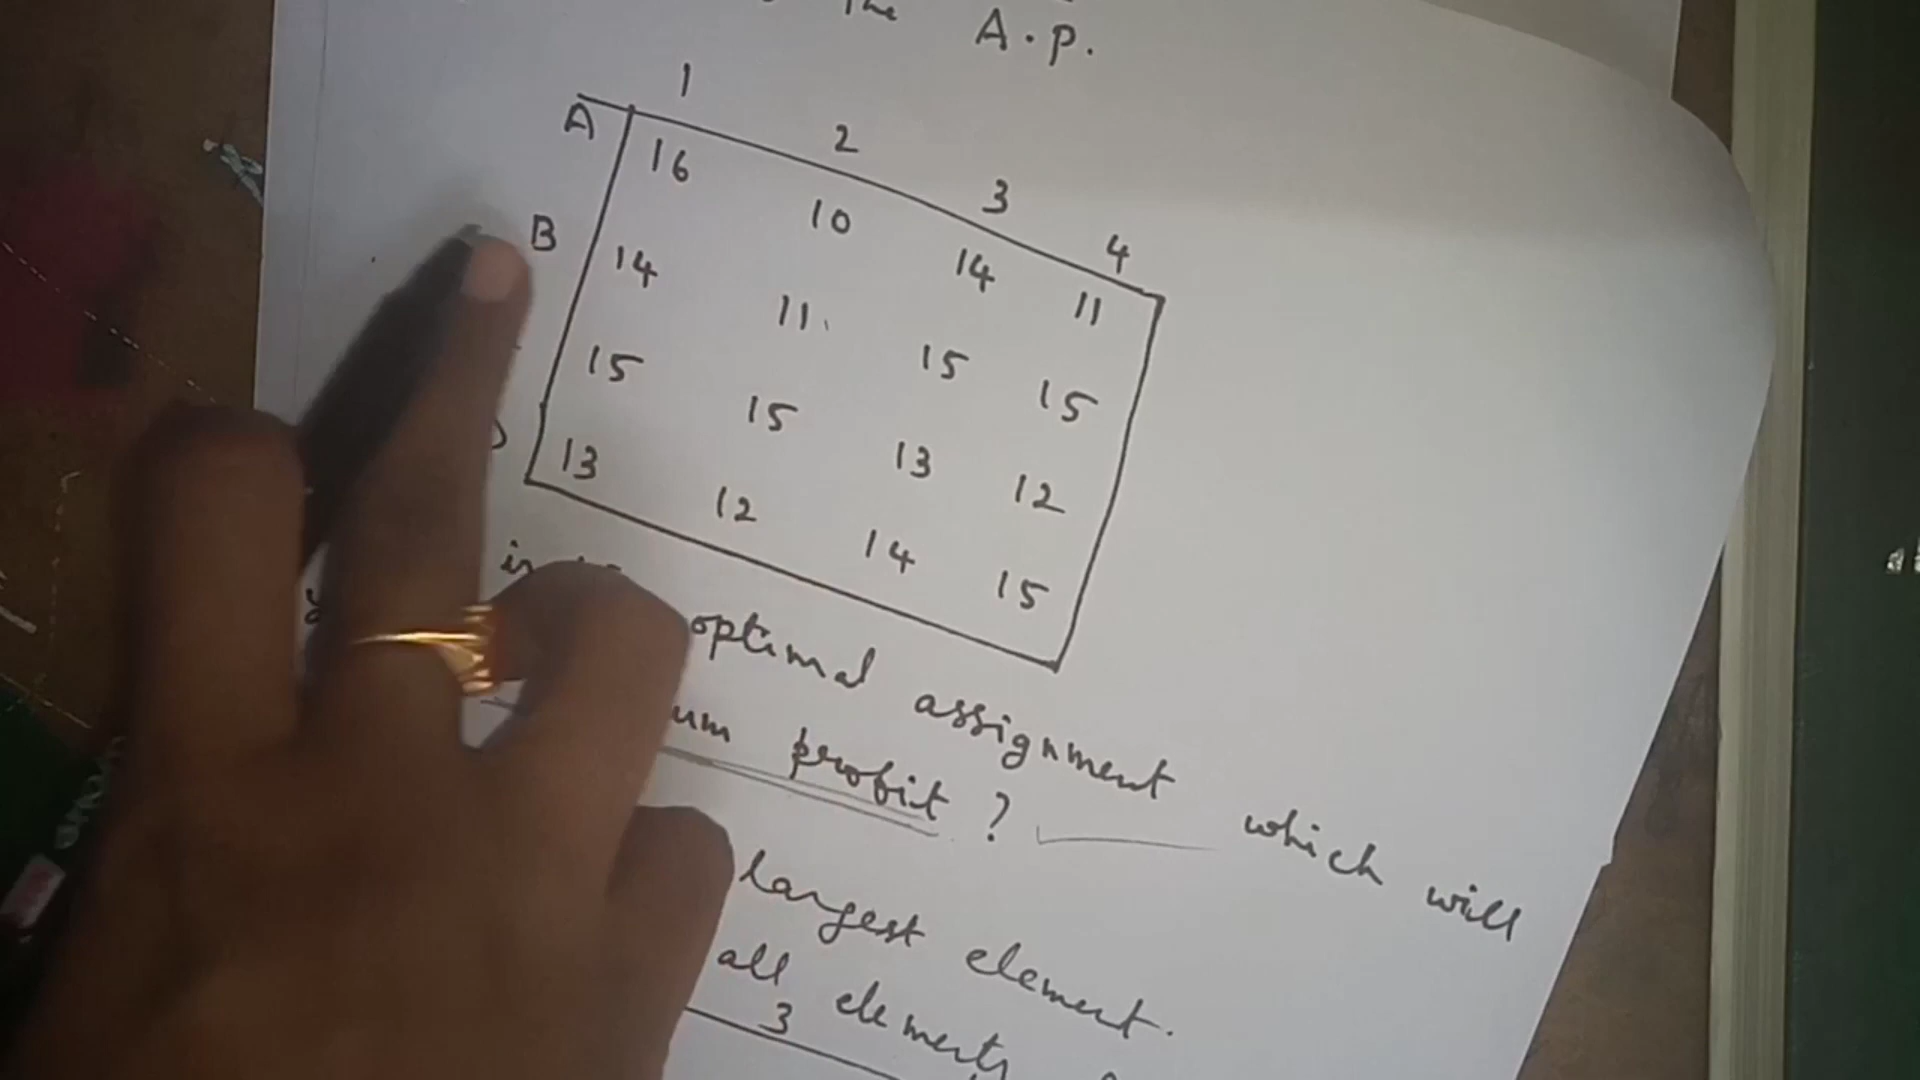 the A.P.
1 2 3 4
A 16 10 14 11
B 14 11 15 15
15 15 13 12
13 12 14 15
optimal assignment which will
profit ?
largest element.
all elements
3